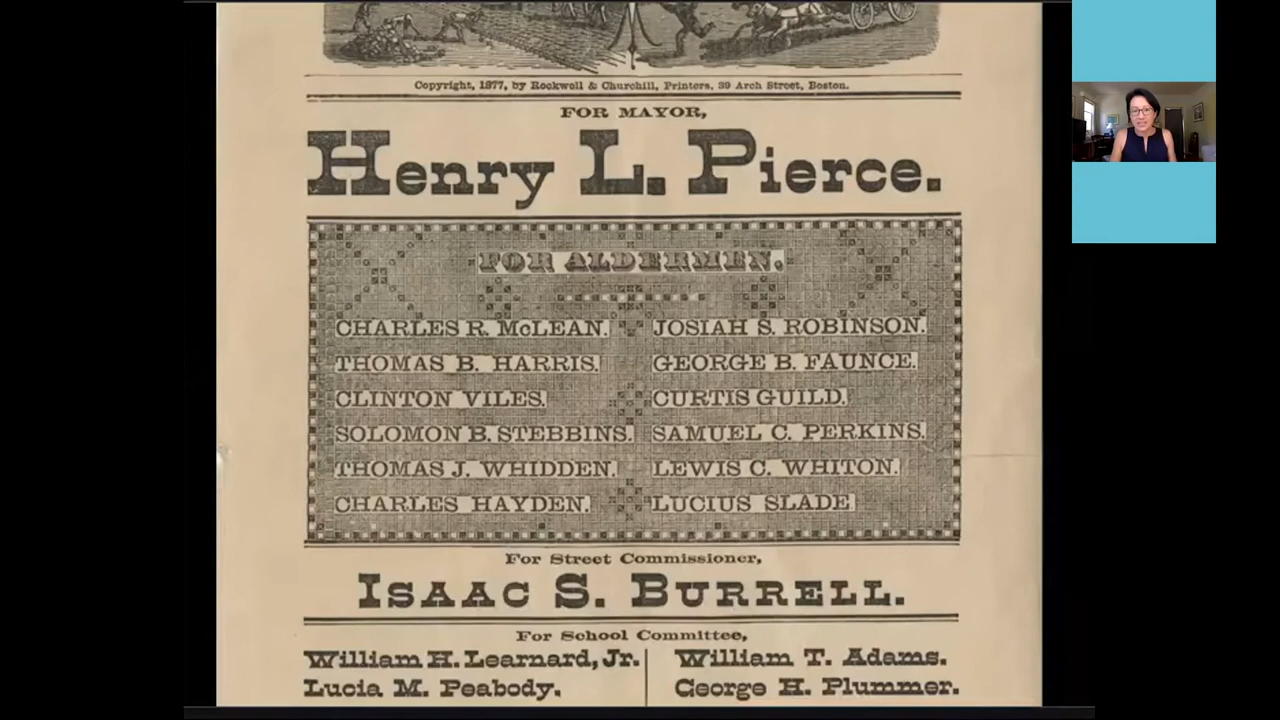 Copyright, 1877, by Rockwell & Churchill, Printers, 39 Arch Street, Boston.
FOR MAYOR,
Henry L. Pierce.
FOR ALDERMEN.
CHARLES R. McLEAN. JOSIAH S. ROBINSON.
THOMAS B. HARRIS. GEORGE B. FAUNCE.
CLINTON VILES. CURTIS GUILD.
SOLOMON B. STEBBINS. SAMUEL C. PERKINS.
THOMAS J. WHIDDEN. LEWIS C. WHITON.
CHARLES HAYDEN. LUCIUS SLADE
For Street Commissioner,
ISAAC S. BURRELL.
For School Committee,
William H. Learnard, Jr. William T. Adams.
Lucia M. Peabody. George H. Plummer.